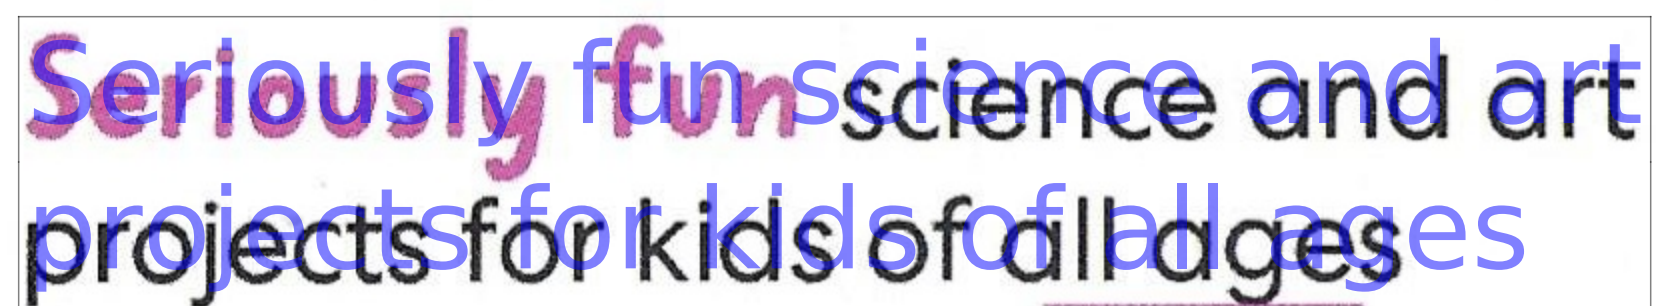 Seriously fun science and art
projects for kids of all ages